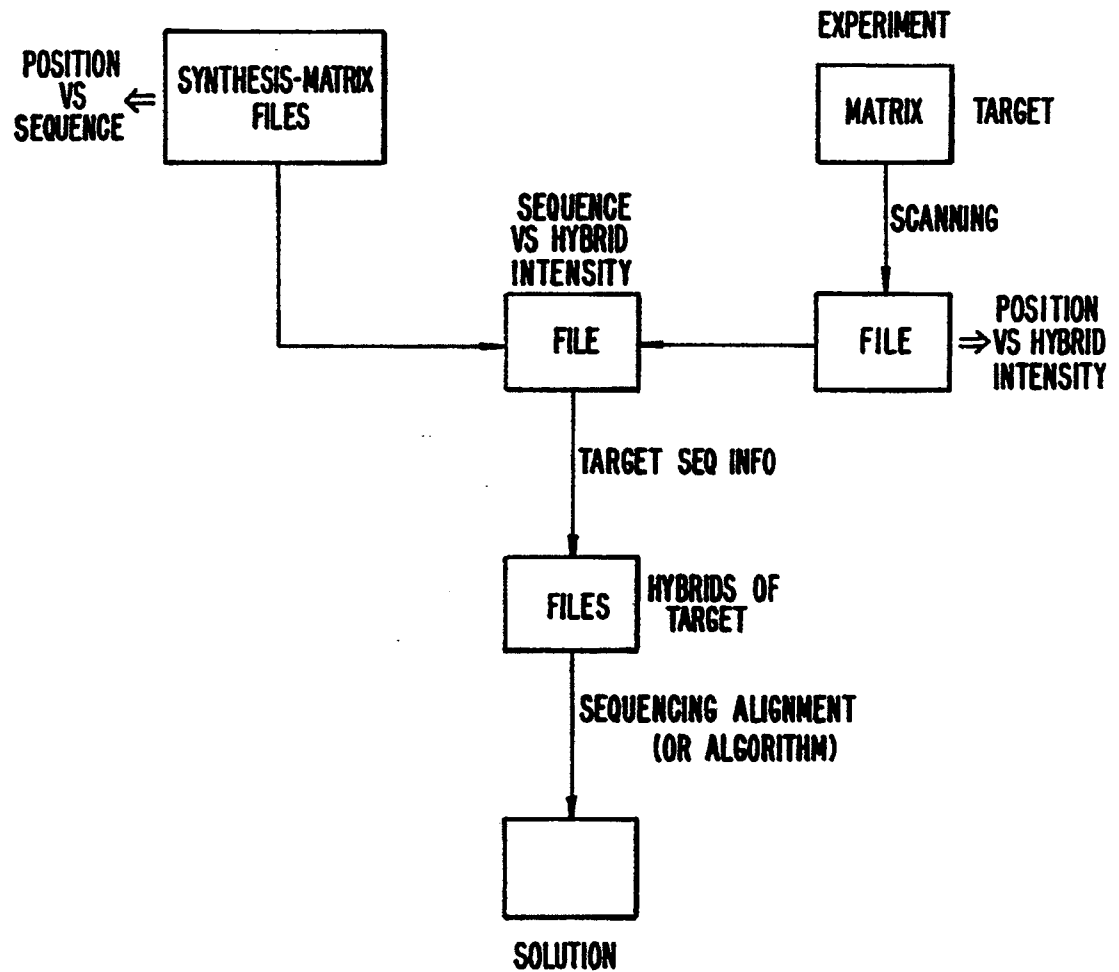 POSITION
VS
SEQUENCE
⇐
SYNTHESIS-MATRIX
FILES
EXPERIMENT
MATRIX
TARGET
SCANNING
SEQUENCE
VS HYBRID
INTENSITY
FILE
FILE
⇒
POSITION
VS HYBRID
INTENSITY
TARGET SEQ INFO
FILES
HYBRIDS OF
TARGET
SEQUENCING ALIGNMENT
(OR ALGORITHM)
SOLUTION